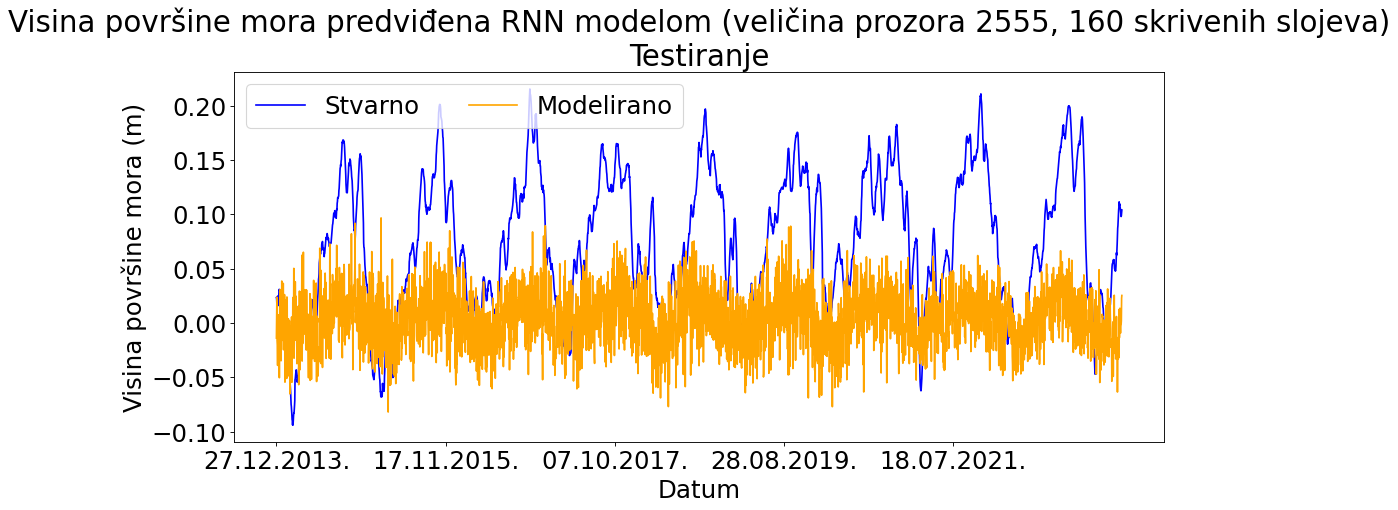 Visina površine mora predviđena RNN modelom (veličina prozora 2555, 160 skrivenih slojeva)
Testiranje
Stvarno Modelirano
Visina površine mora (m)
0.20
0.15
0.10
0.05
0.00
−0.05
−0.10
27.12.2013. 17.11.2015. 07.10.2017. 28.08.2019. 18.07.2021.
Datum